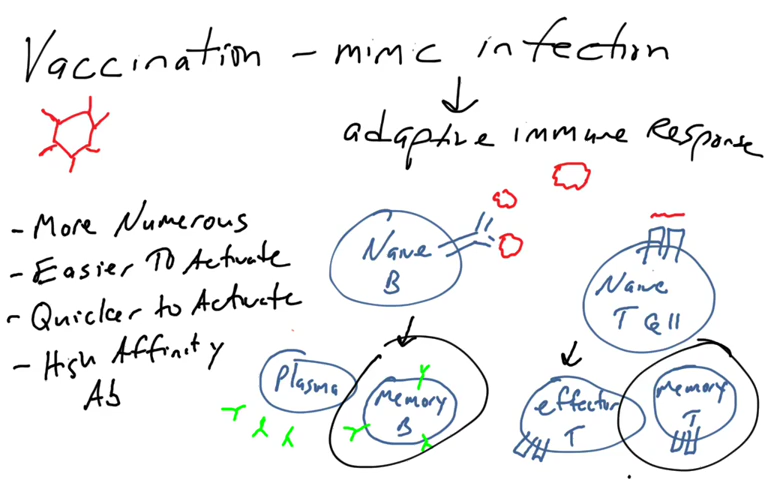 Vaccination - mimc infection
adaptive immune Response
- More Numerous
- Easier To Activate
- Quicker to Activate
- High Affinity
Ab
Naive
B
Naive
T Cell
Plasma
Memory
B
effector
T
Memory
T